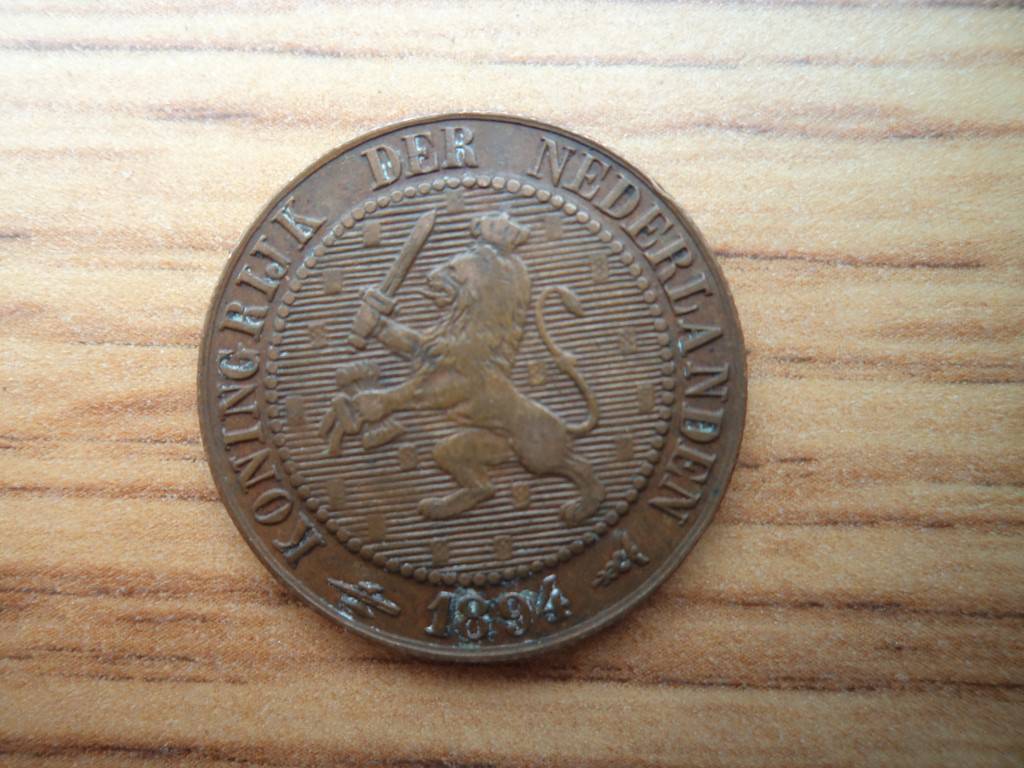 KONINGRIJK DER NEDERLANDEN
1894